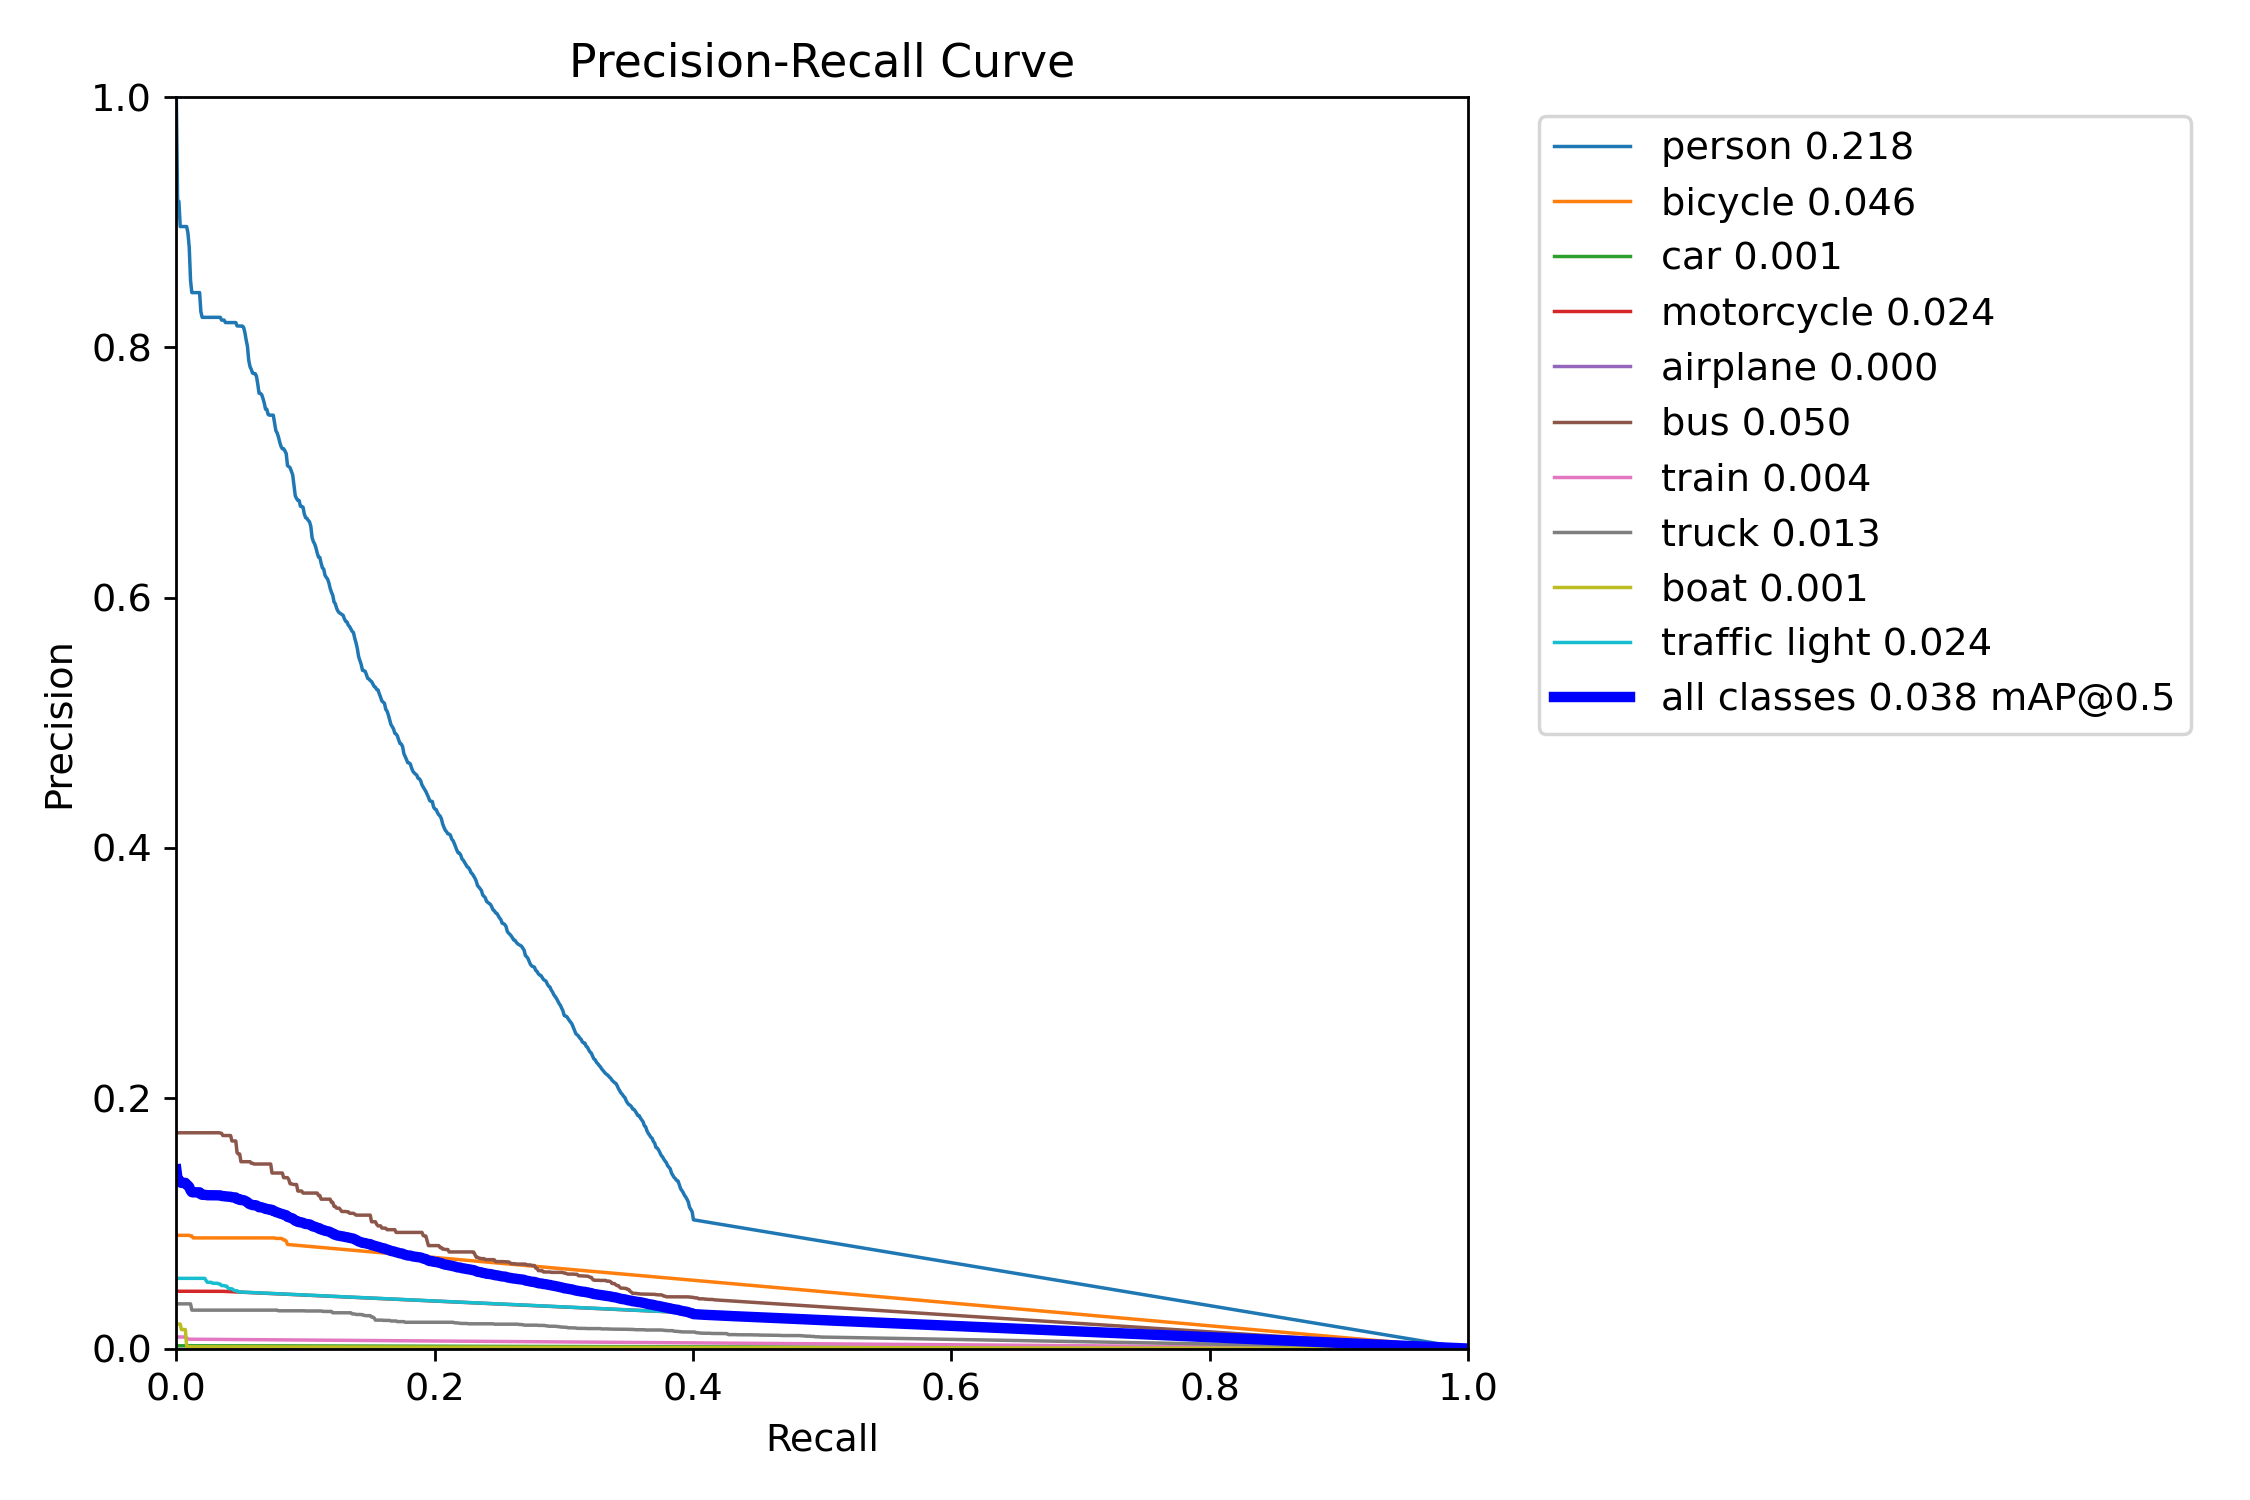 Precision-Recall Curve
1.0
0.8
0.6
0.4
0.2
0.0
Precision
0.0 0.2 0.4 0.6 0.8 1.0
Recall
person 0.218
bicycle 0.046
car 0.001
motorcycle 0.024
airplane 0.000
bus 0.050
train 0.004
truck 0.013
boat 0.001
traffic light 0.024
all classes 0.038 mAP@0.5